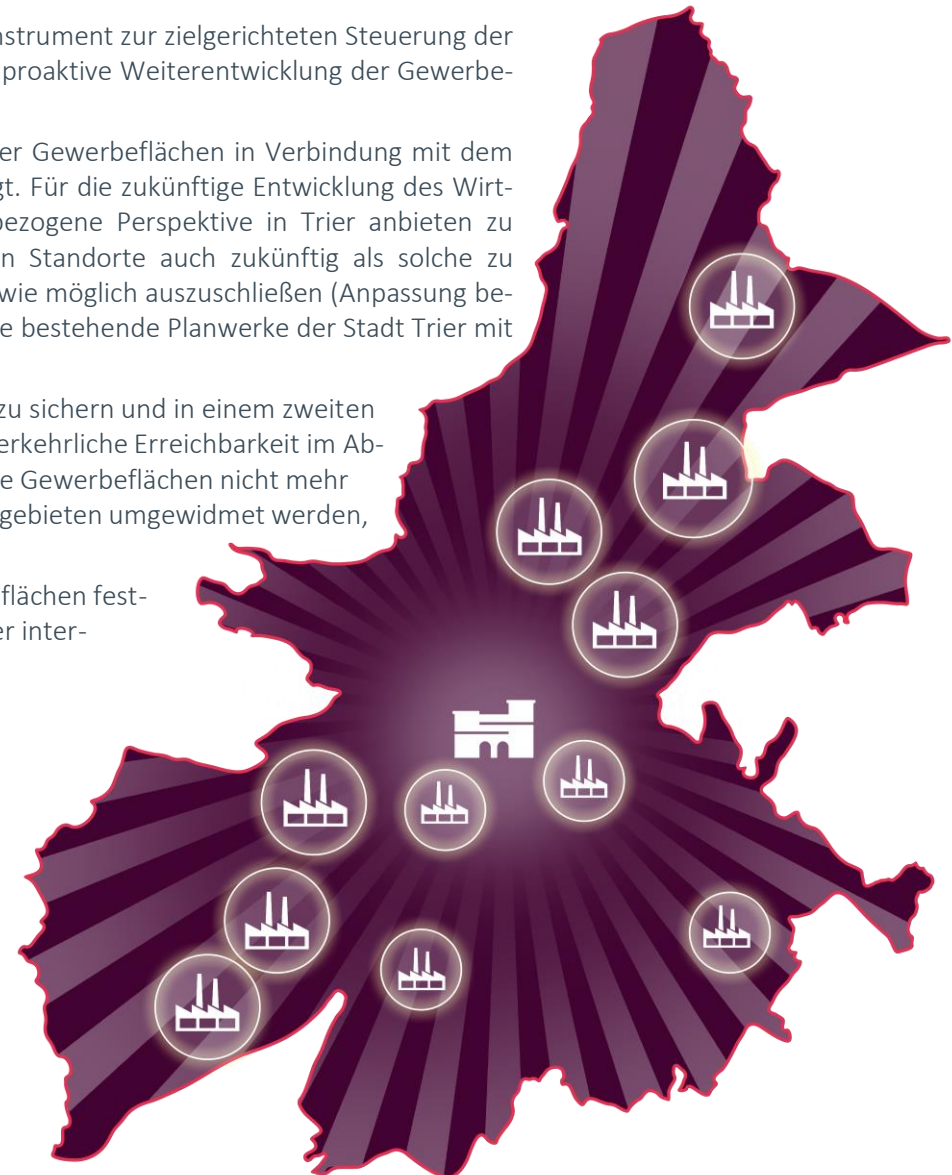 nstrument zur zielgerichteten Steuerung der
proaktive Weiterentwicklung der Gewerbe-
er Gewerbeflächen in Verbindung mit dem
gt. Für die zukünftige Entwicklung des Wirt-
bezogene Perspektive in Trier anbieten zu
n Standorte auch zukünftig als solche zu
wie möglich auszuschließen (Anpassung be-
e bestehende Planwerke der Stadt Trier mit
zu sichern und in einem zweiten
erkehrliche Erreichbarkeit im Ab-
e Gewerbeflächen nicht mehr
gebieten umgewidmet werden,
flächen fest-
er inter-